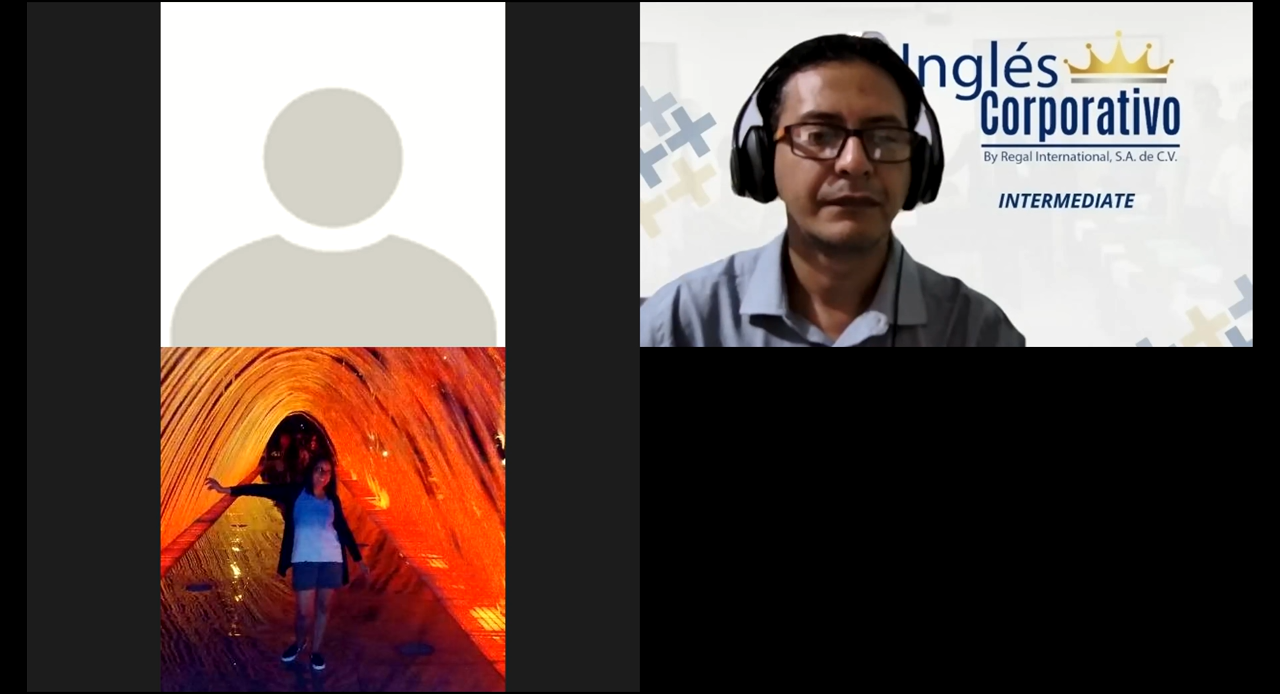 Inglés
Corporativo
By Regal International, S.A. de C.V.
INTERMEDIATE